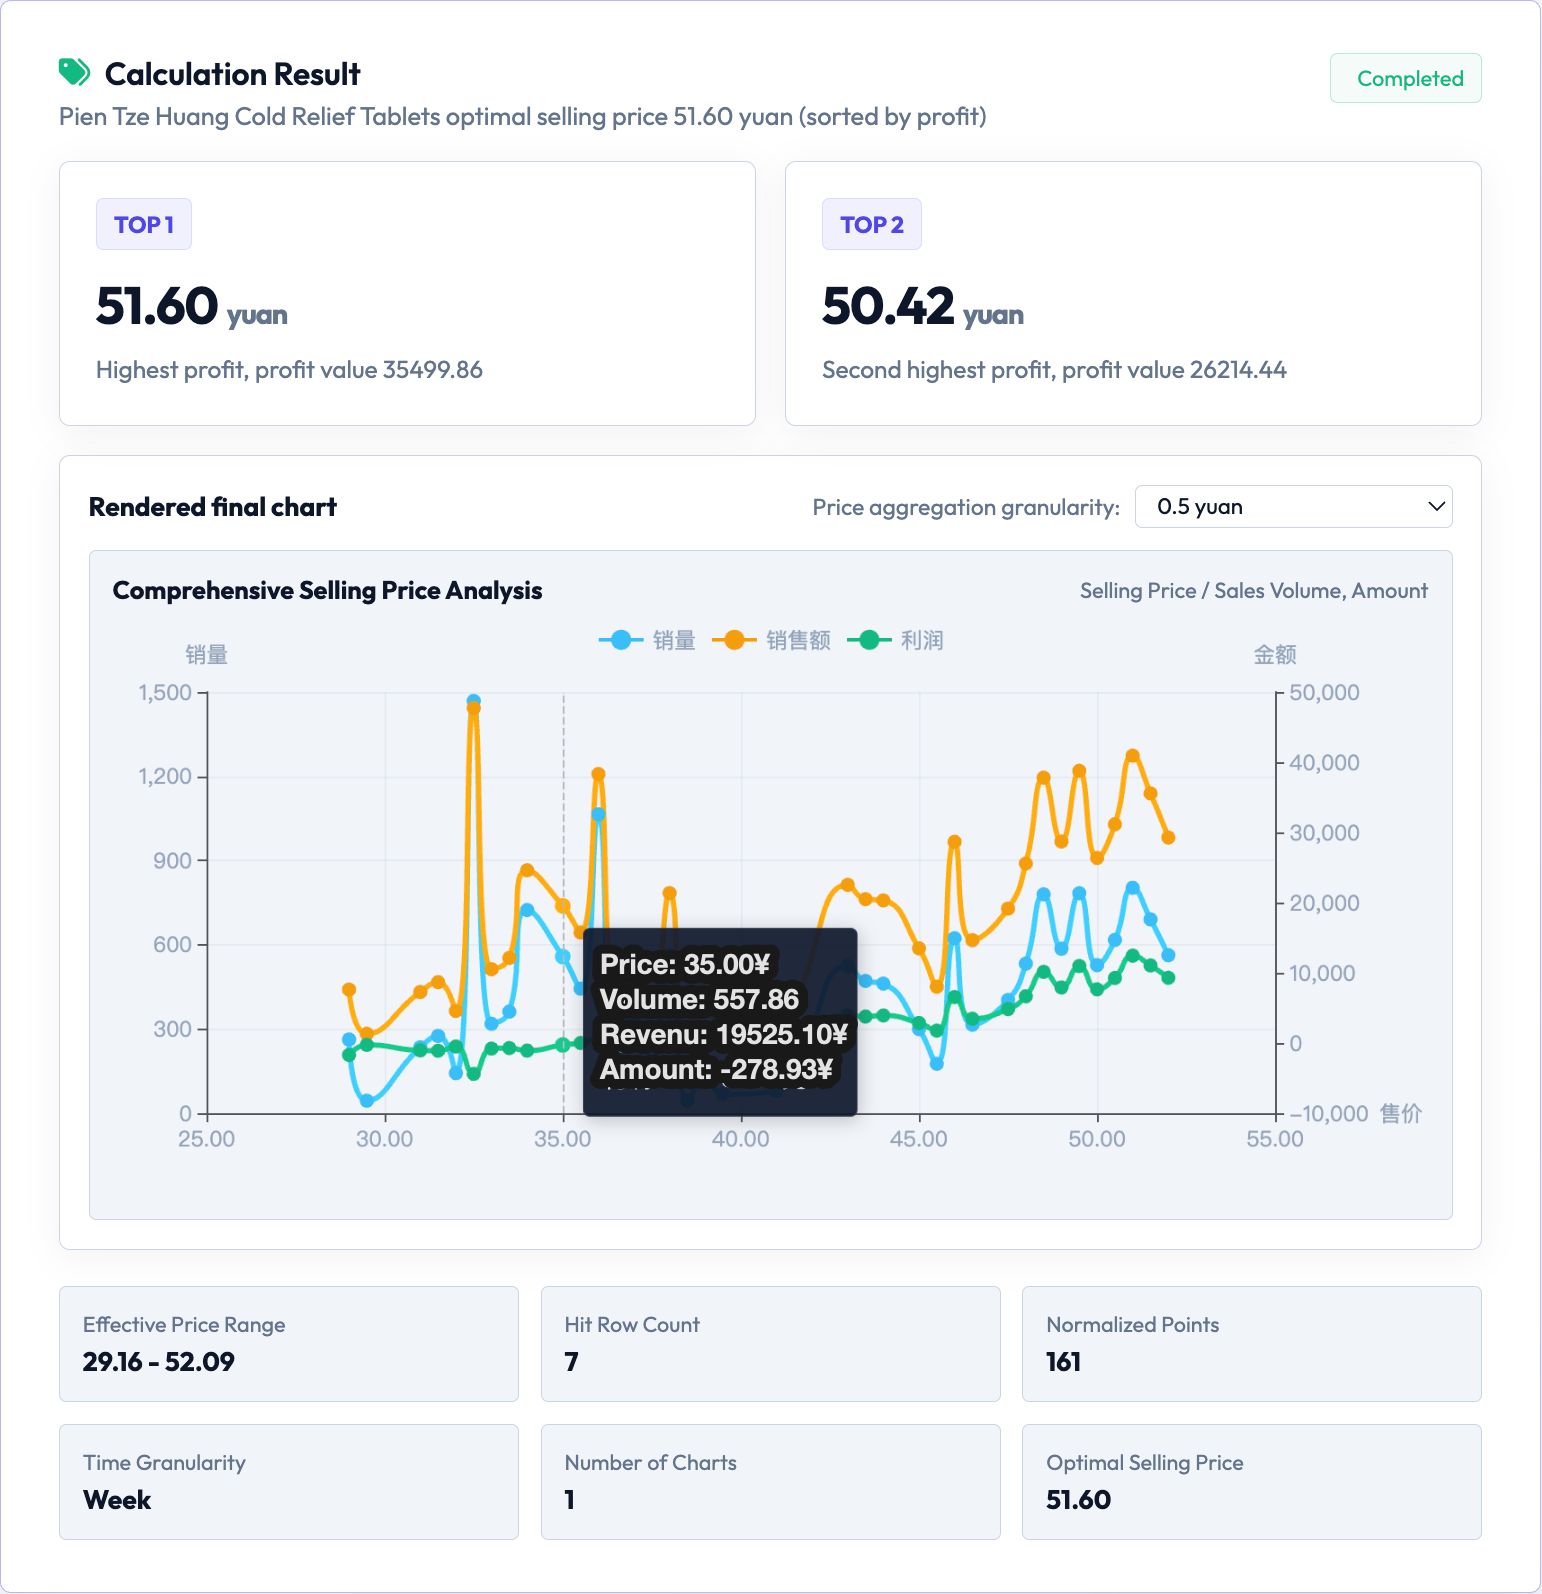 Calculation Result
Completed
Pien Tze Huang Cold Relief Tablets optimal selling price 51.60 yuan (sorted by profit)
TOP 1
51.60 yuan
Highest profit, profit value 35499.86
TOP 2
50.42 yuan
Second highest profit, profit value 26214.44
Rendered final chart
Price aggregation granularity:
0.5 yuan
Comprehensive Selling Price Analysis
Selling Price / Sales Volume, Amount
销量 销售额 利润
销量
金额
1,500
1,200
900
600
300
0
50,000
40,000
30,000
20,000
10,000
0
–10,000
售价
Price: 35.00¥
Volume: 557.86
Revenu: 19525.10¥
Amount: -278.93¥
25.00
30.00
35.00
40.00
45.00
50.00
55.00
Effective Price Range
29.16 - 52.09
Hit Row Count
7
Normalized Points
161
Time Granularity
Week
Number of Charts
1
Optimal Selling Price
51.60